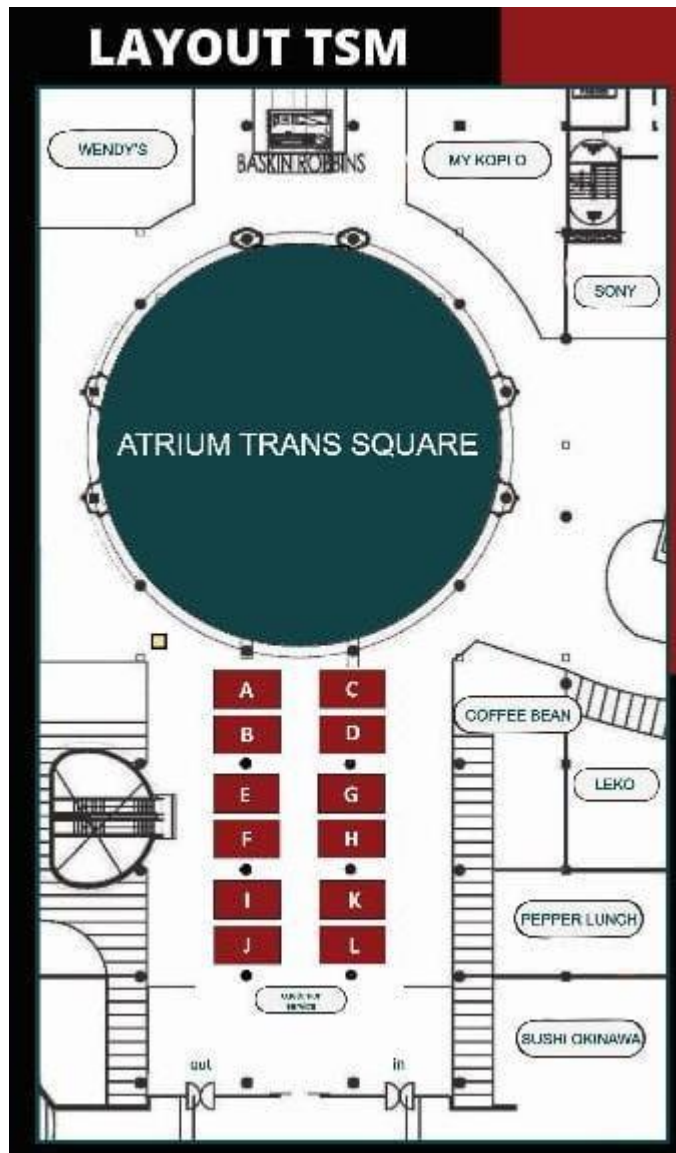 LAYOUT TSM
WENDY'S
BASKIN ROBBINS
MY KOPI O
SONY
ATRIUM TRANS SQUARE
A
C
B
D
COFFEE BEAN
E
G
LEKO
F
H
I
K
PEPPER LUNCH
J
L
SUSHI OKINAWA
out
in